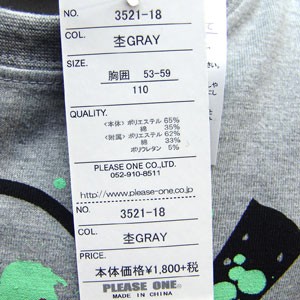 NO. 3521-18
COL. 杢GRAY
SIZE.
胸囲 53-59
110
QUALITY.
<本体> ポリエステル 65%
綿 35%
<附属> ポリエステル 62%
綿 33%
ポリウレタン 5%
PLEASE ONE CO.,LTD.
052-910-8511
http://www.please-one.co.jp
NO. 3521-18
COL. 杢GRAY
PRICE.
本体価格¥1,800+税
PLEASE ONE.
MADE IN CHINA